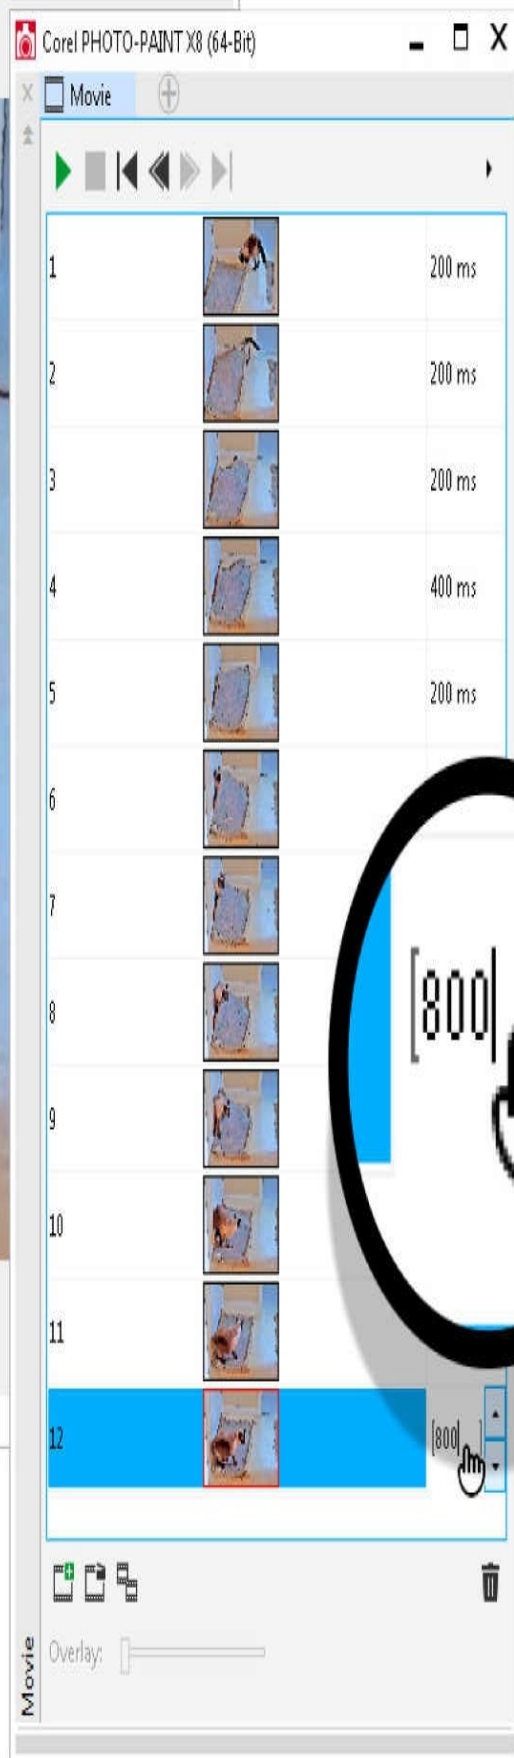 Corel PHOTO-PAINT X8 (64-Bit)
Movie
1 200 ms
2 200 ms
3 200 ms
4 400 ms
5 200 ms
6
7
8 [800
9
10
11
12 [800 ]
Overlay:
Movie